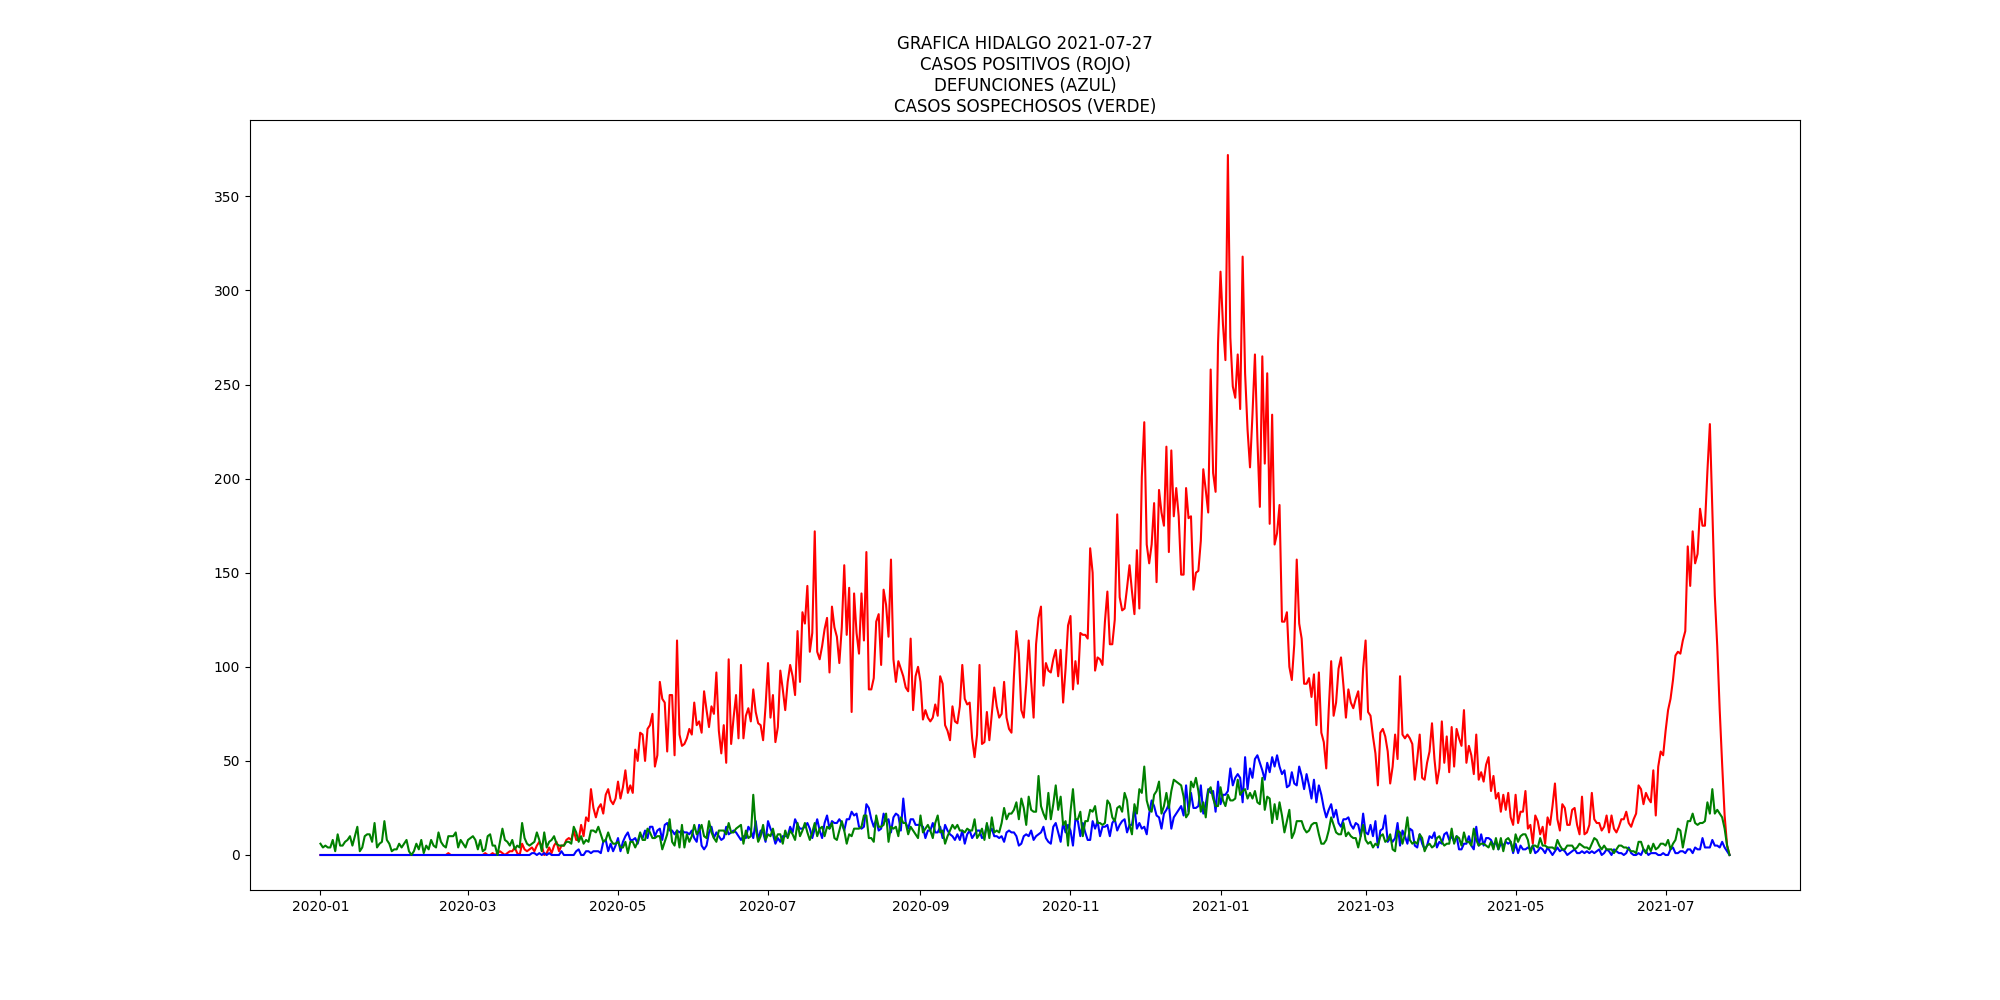 GRAFICA HIDALGO 2021-07-27
CASOS POSITIVOS (ROJO)
DEFUNCIONES (AZUL)
CASOS SOSPECHOSOS (VERDE)
350
300
250
200
150
100
50
0
2020-01 2020-03 2020-05 2020-07 2020-09 2020-11 2021-01 2021-03 2021-05 2021-07